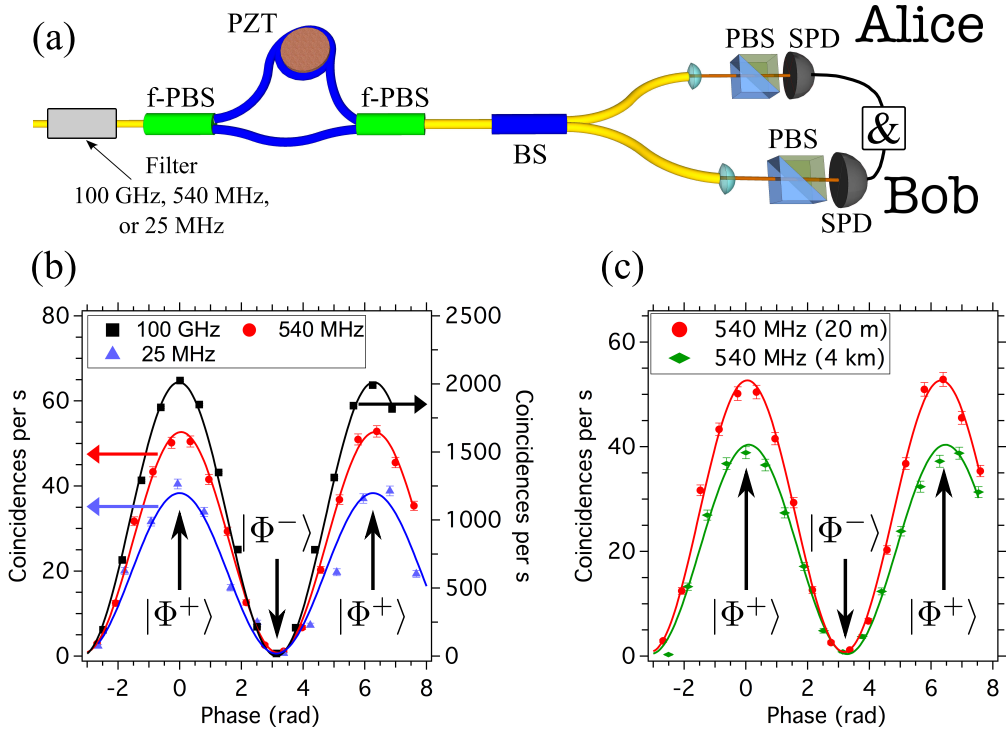 (a)
PZT
f-PBS
f-PBS
Filter
100 GHz, 540 MHz,
or 25 MHz
BS
PBS
SPD
Alice
&
PBS
SPD
Bob
(b)
80
60
40
20
0
Coincidences per s
2500
2000
1500
1000
500
0
Coincidences per s
100 GHz
540 MHz
25 MHz
|Φ+⟩
|Φ−⟩
|Φ+⟩
-2 0 2 4 6 8
Phase (rad)
(c)
60
40
20
0
Coincidences per s
540 MHz (20 m)
540 MHz (4 km)
|Φ+⟩
|Φ−⟩
|Φ+⟩
-2 0 2 4 6 8
Phase (rad)